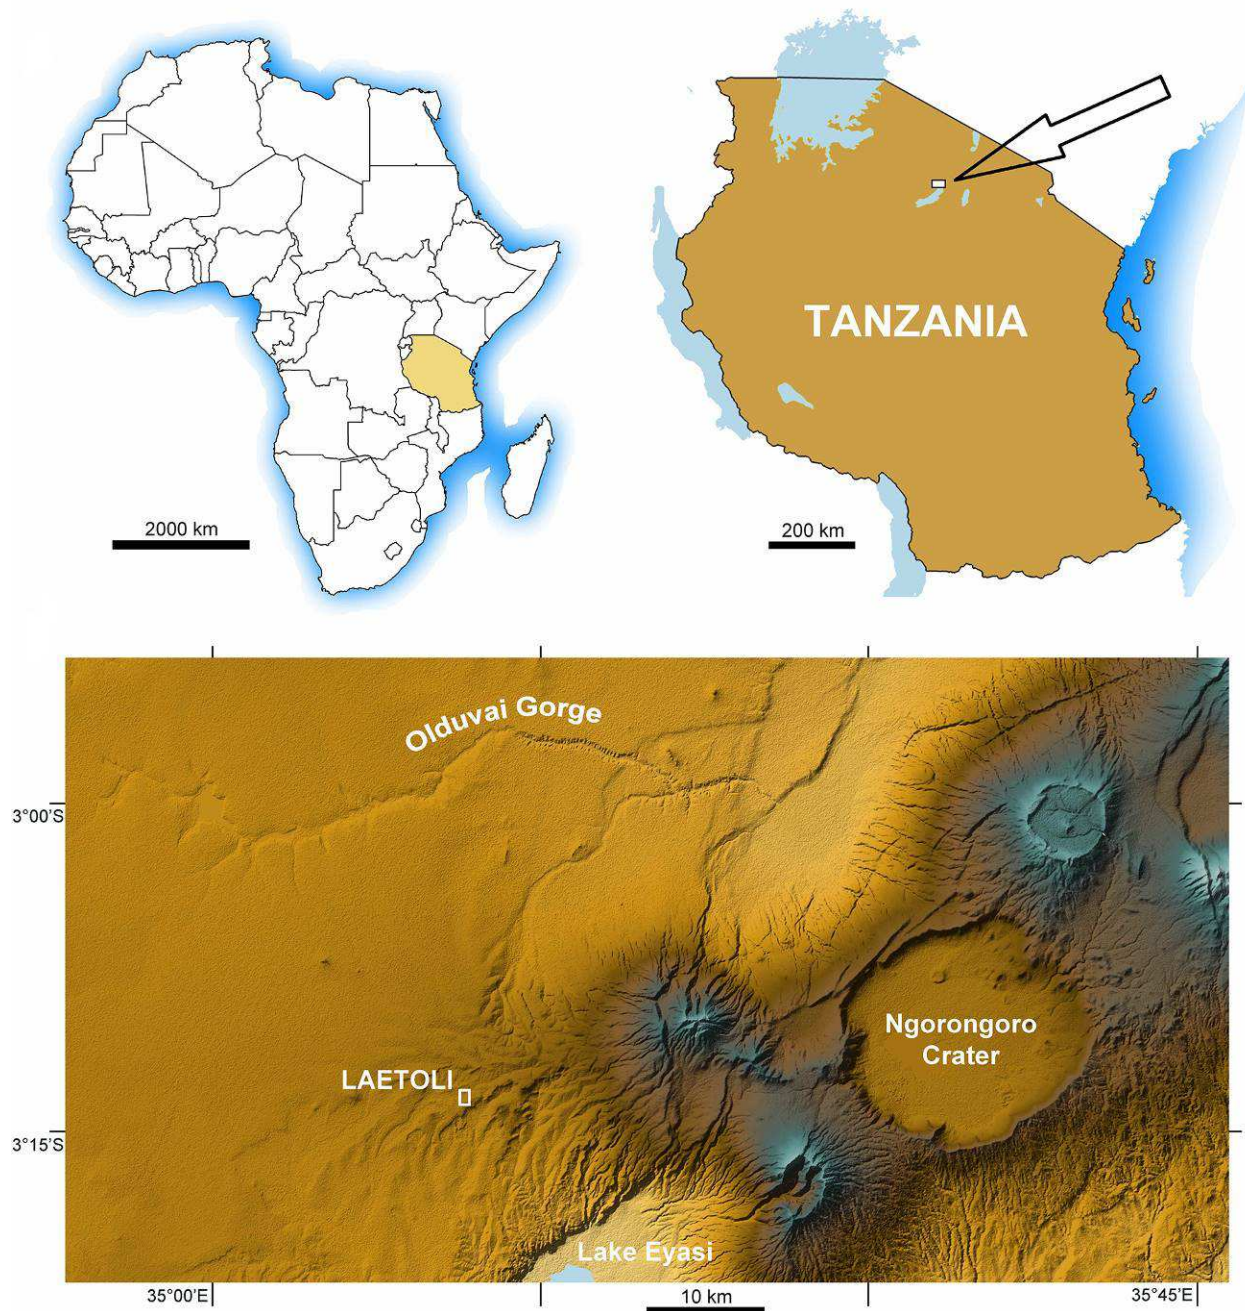 2000 km
TANZANIA
200 km
Olduvai Gorge
3°00'S
Ngorongoro
Crater
LAETOLI
3°15'S
Lake Eyasi
35°00'E
10 km
35°45'E